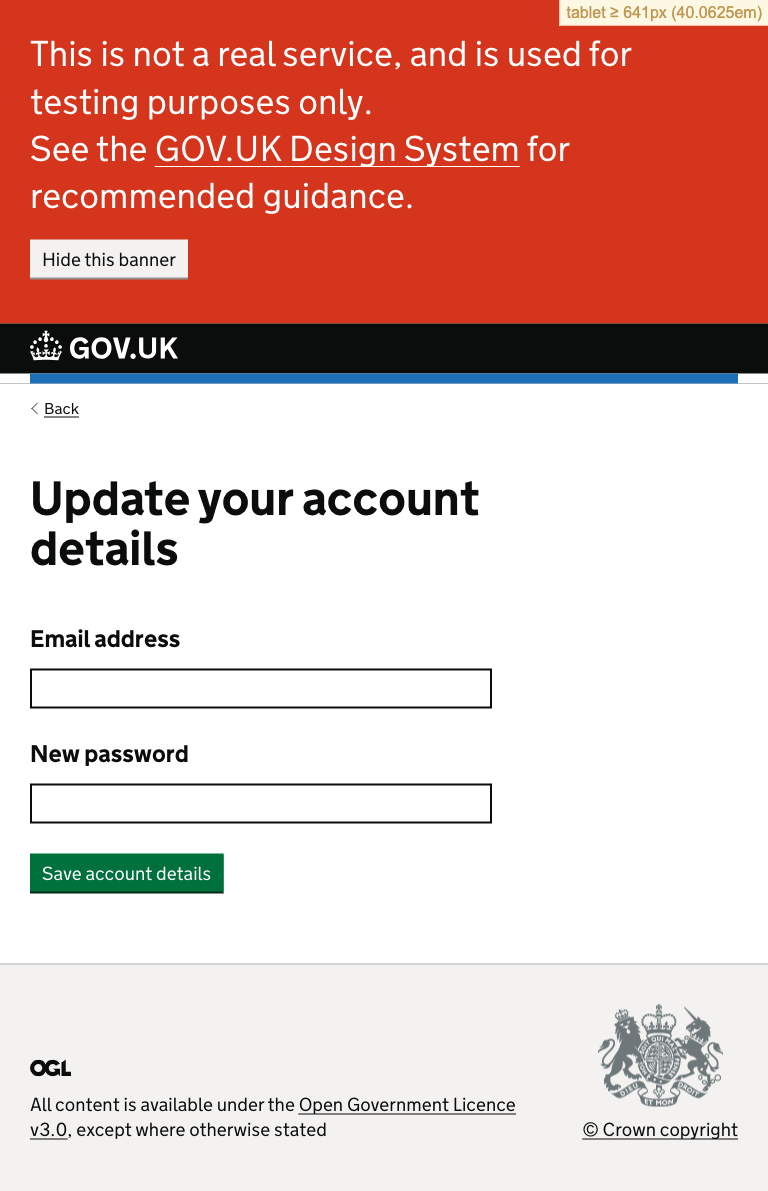 tablet ≥ 641px (40.0625em)
This is not a real service, and is used for
testing purposes only.
See the GOV.UK Design System for
recommended guidance.
Hide this banner
GOV.UK
Back
Update your account
details
Email address
New password
Save account details
OGL
All content is available under the Open Government Licence
v3.0, except where otherwise stated
© Crown copyright